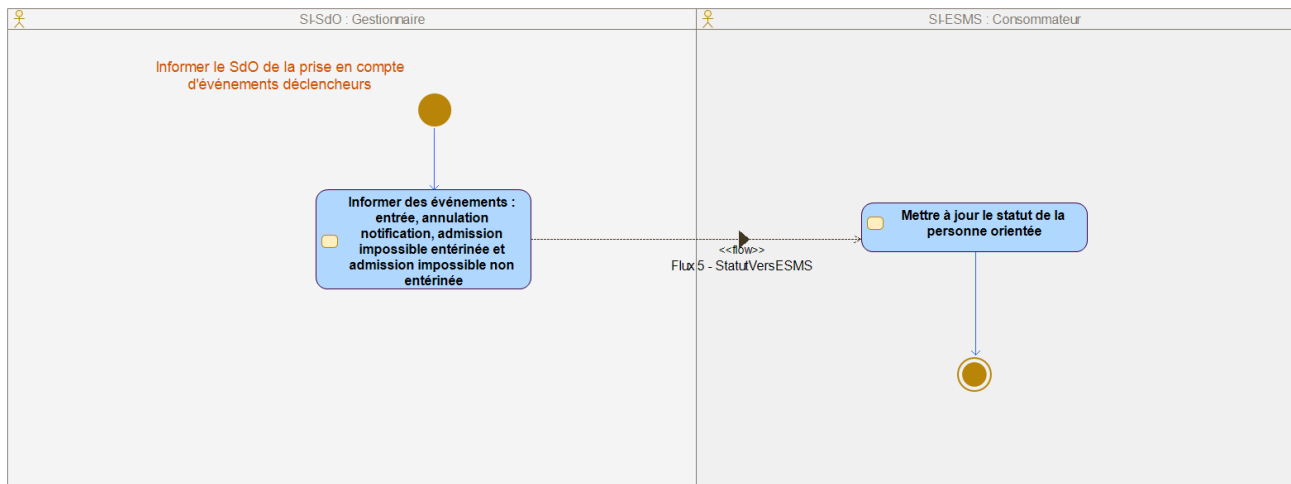 SI-SdO : Gestionnaire
SI-ESMS : Consommateur
Informer le SdO de la prise en compte
d'événements déclencheurs
Informer des événements :
entrée, annulation
notification, admission
impossible entérinée et
admission impossible non
entérinée
<<flow>>
Flux 5 - StatutVersESMS
Mettre à jour le statut de la
personne orientée